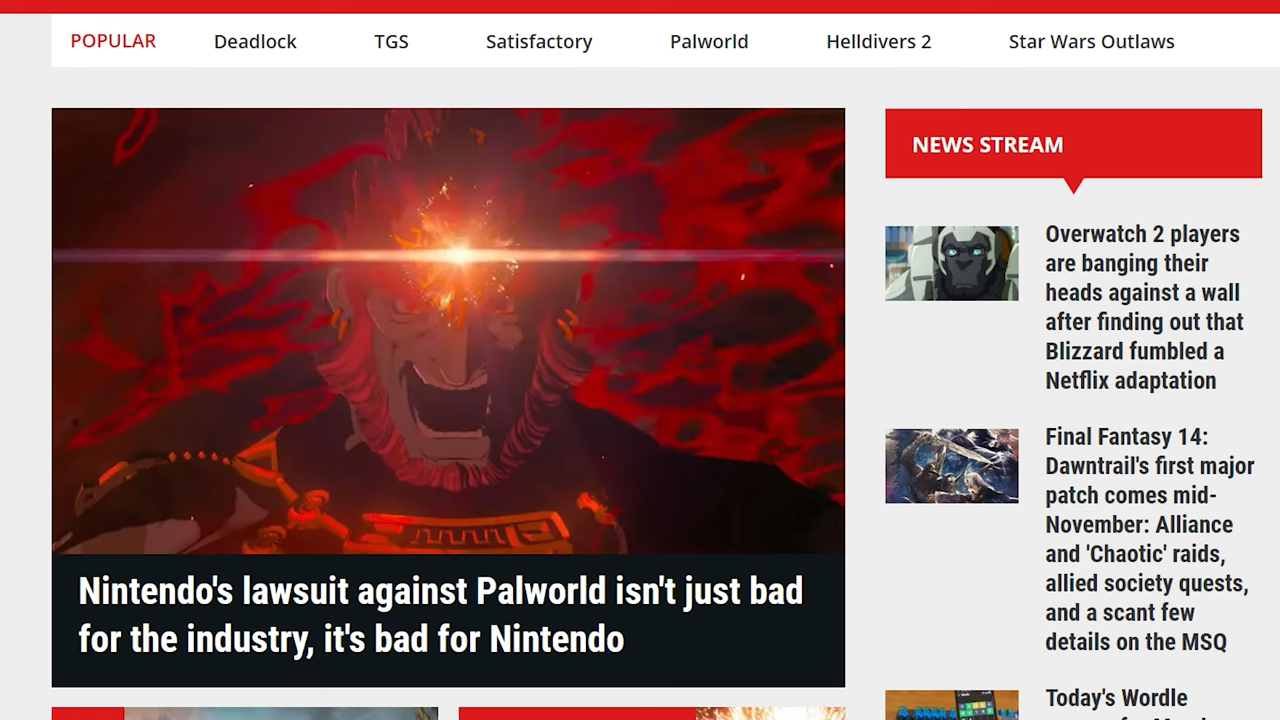 POPULAR Deadlock TGS Satisfactory Palworld Helldivers 2 Star Wars Outlaws
Nintendo's lawsuit against Palworld isn't just bad
for the industry, it's bad for Nintendo
NEWS STREAM
Overwatch 2 players
are banging their
heads against a wall
after finding out that
Blizzard fumbled a
Netflix adaptation
Final Fantasy 14:
Dawntrail's first major
patch comes mid-
November: Alliance
and 'Chaotic' raids,
allied society quests,
and a scant few
details on the MSQ
Today's Wordle